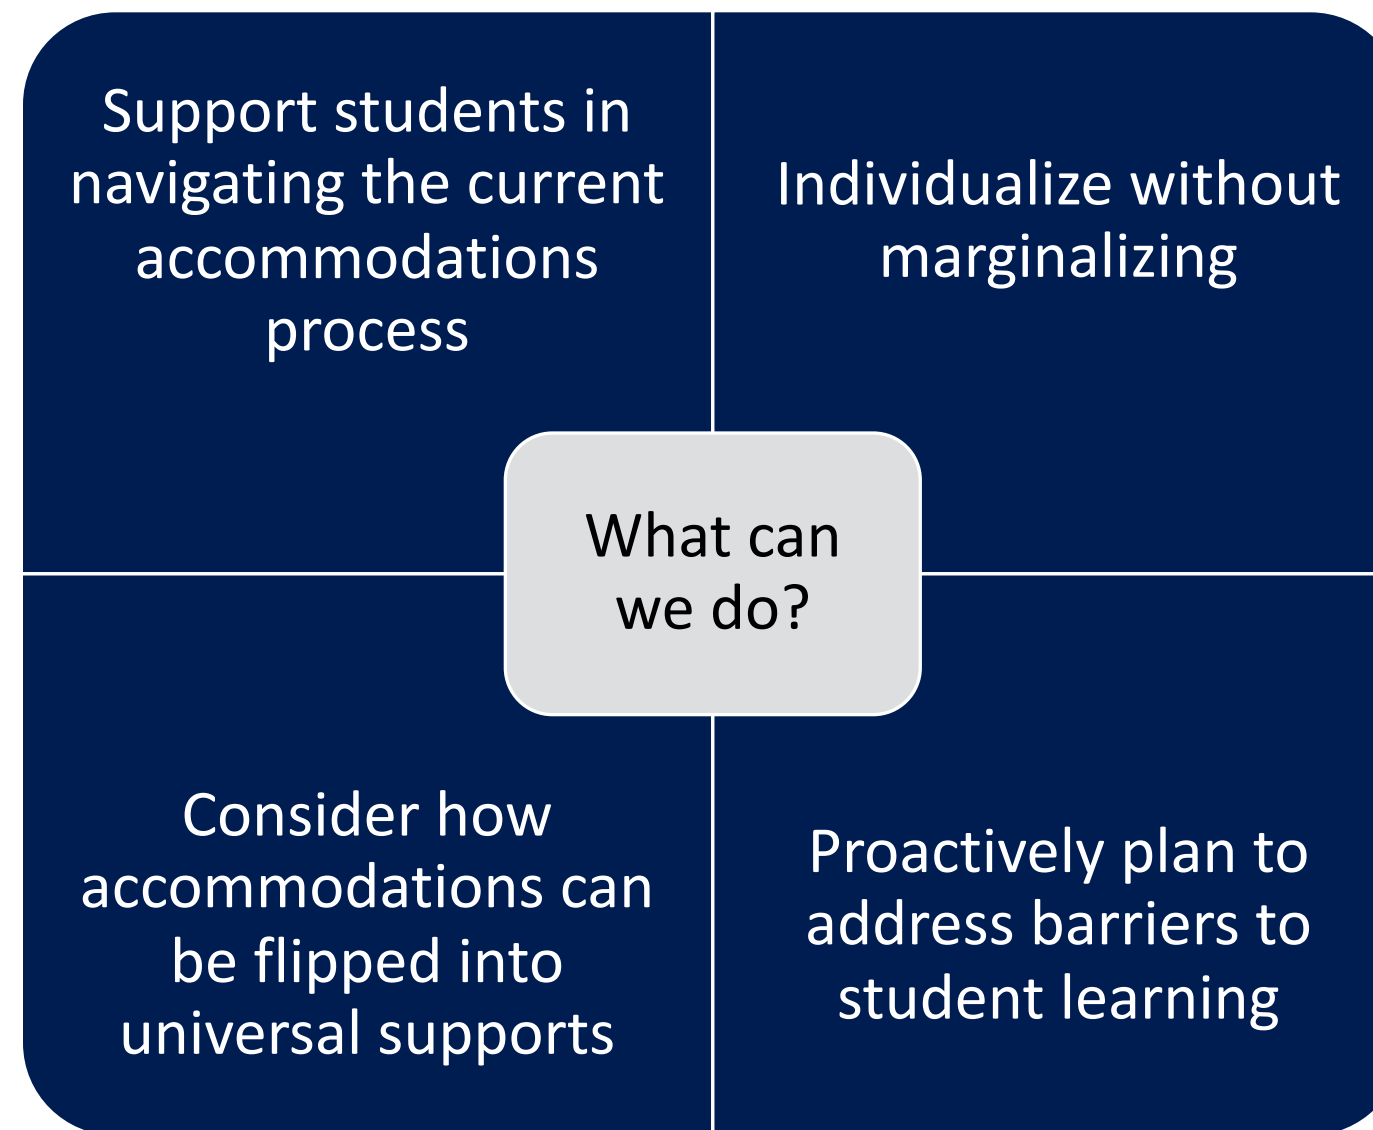 Support students in
navigating the current
accommodations
process
Individualize without
marginalizing
What can
we do?
Consider how
accommodations can
be flipped into
universal supports
Proactively plan to
address barriers to
student learning